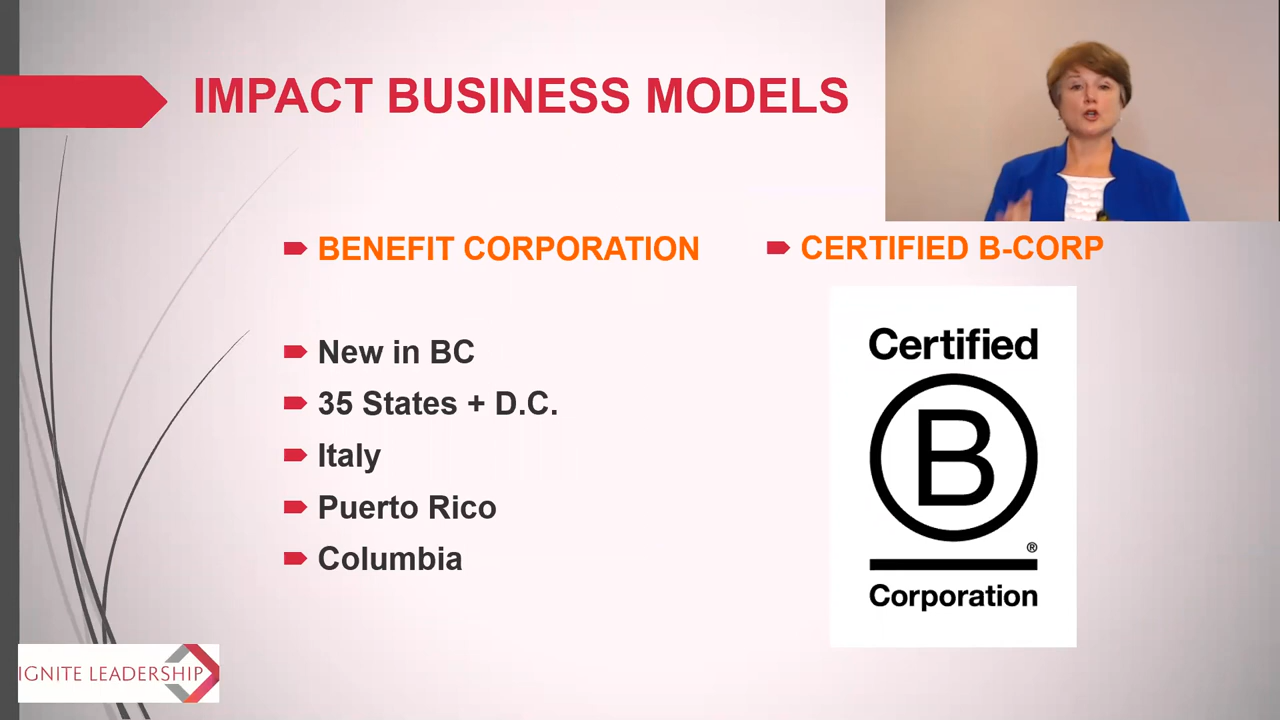 IMPACT BUSINESS MODELS
BENEFIT CORPORATION
New in BC
35 States + D.C.
Italy
Puerto Rico
Columbia
CERTIFIED B-CORP
Certified
B
®
Corporation
IGNITE LEADERSHIP